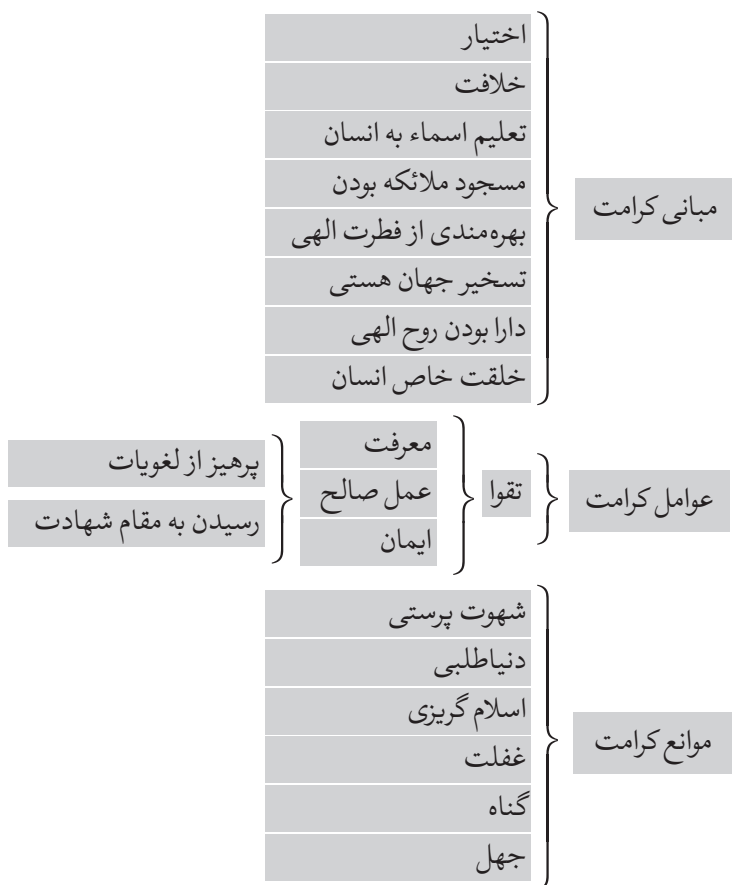 مبانی کرامت
اختیار
خلافت
تعلیم اسماء به انسان
مسجود ملائکه بودن
بهره‌مندی از فطرت الهی
تسخیر جهان هستی
دارا بودن روح الهی
خلقت خاص انسان
عوامل کرامت
تقوا
معرفت
عمل صالح
ایمان
پرهیز از لغویات
رسیدن به مقام شهادت
موانع کرامت
شهوت پرستی
دنیاطلبی
اسلام گریزی
غفلت
گناه
جهل